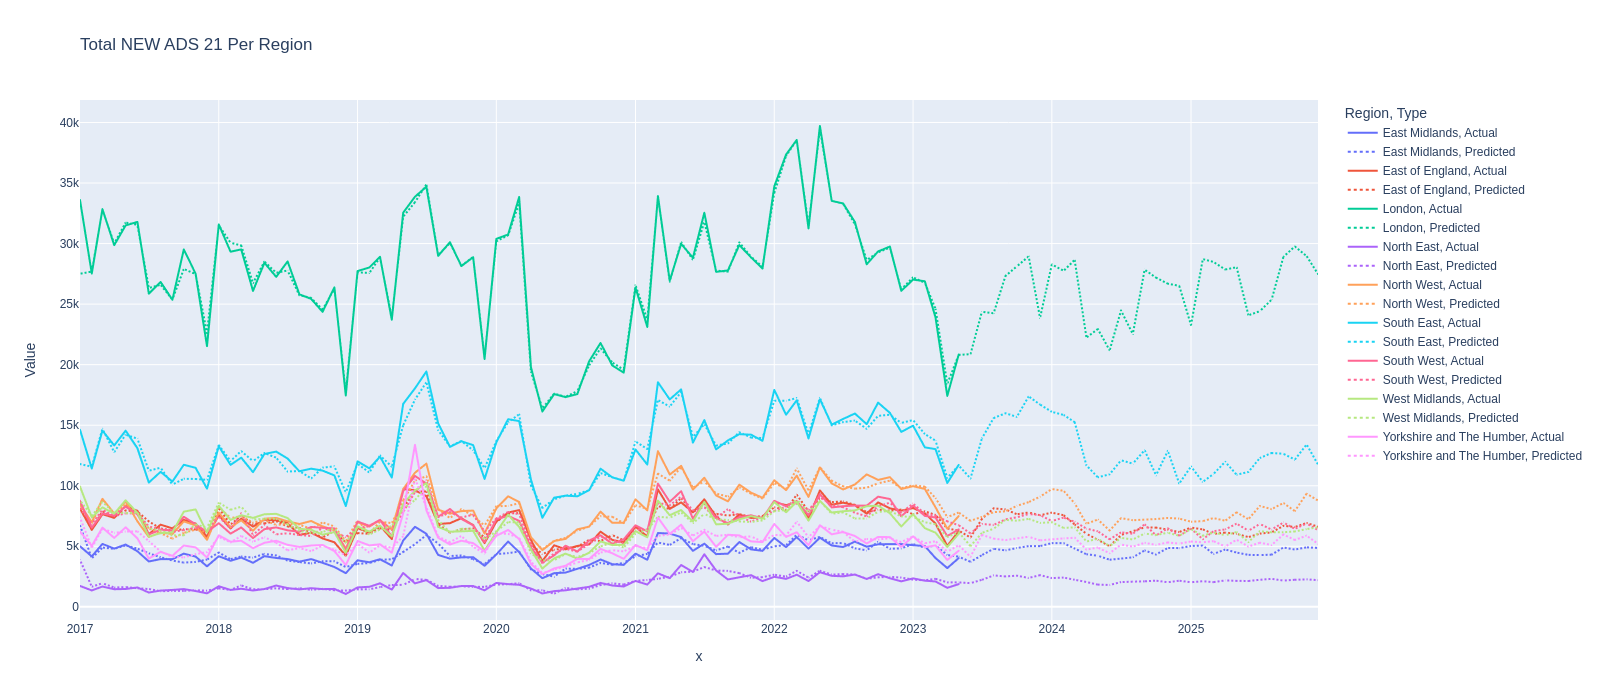 Total NEW ADS 21 Per Region
40k
35k
30k
25k
20k
15k
10k
5k
0
Value
2017
2018
2019
2020
2021
2022
2023
2024
2025
x
Region, Type
East Midlands, Actual
East Midlands, Predicted
East of England, Actual
East of England, Predicted
London, Actual
London, Predicted
North East, Actual
North East, Predicted
North West, Actual
North West, Predicted
South East, Actual
South East, Predicted
South West, Actual
South West, Predicted
West Midlands, Actual
West Midlands, Predicted
Yorkshire and The Humber, Actual
Yorkshire and The Humber, Predicted